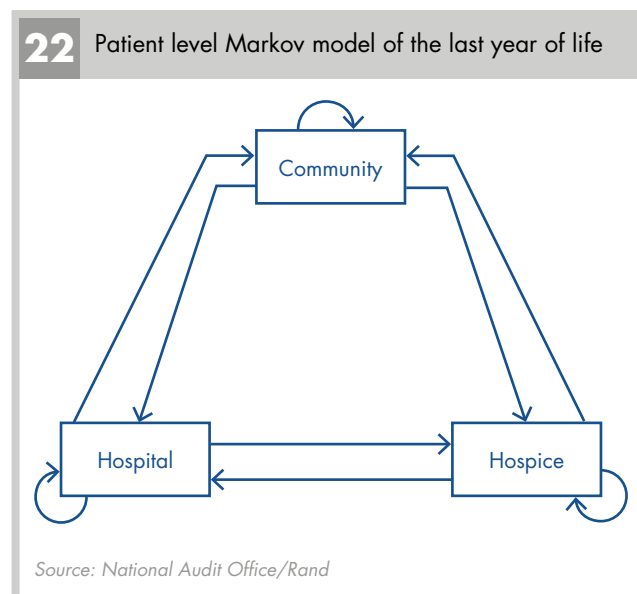 22 Patient level Markov model of the last year of life
Community
Hospital
Hospice
Source: National Audit Office/Rand